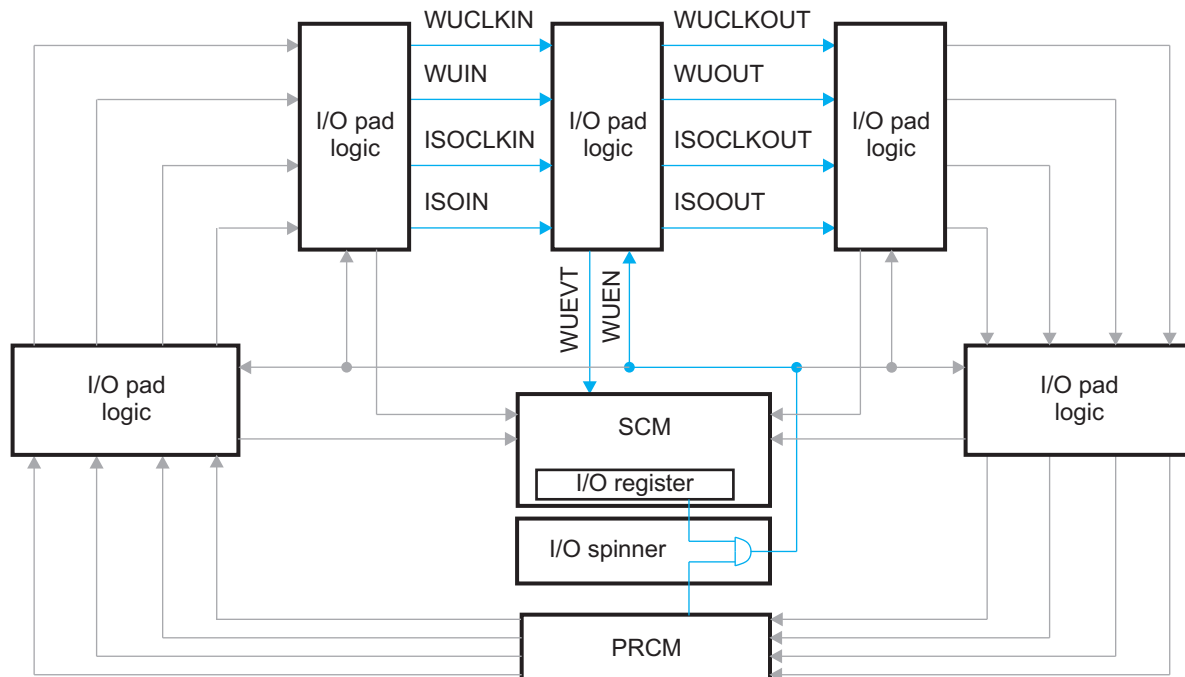 WUCLKIN
WUCLKOUT
WUIN
WUOUT
I/O pad
logic
I/O pad
logic
I/O pad
logic
ISOCLKIN
ISOCLKOUT
ISOIN
ISOOUT
WUEVT
WUEN
I/O pad
logic
I/O pad
logic
SCM
I/O register
I/O spinner
PRCM